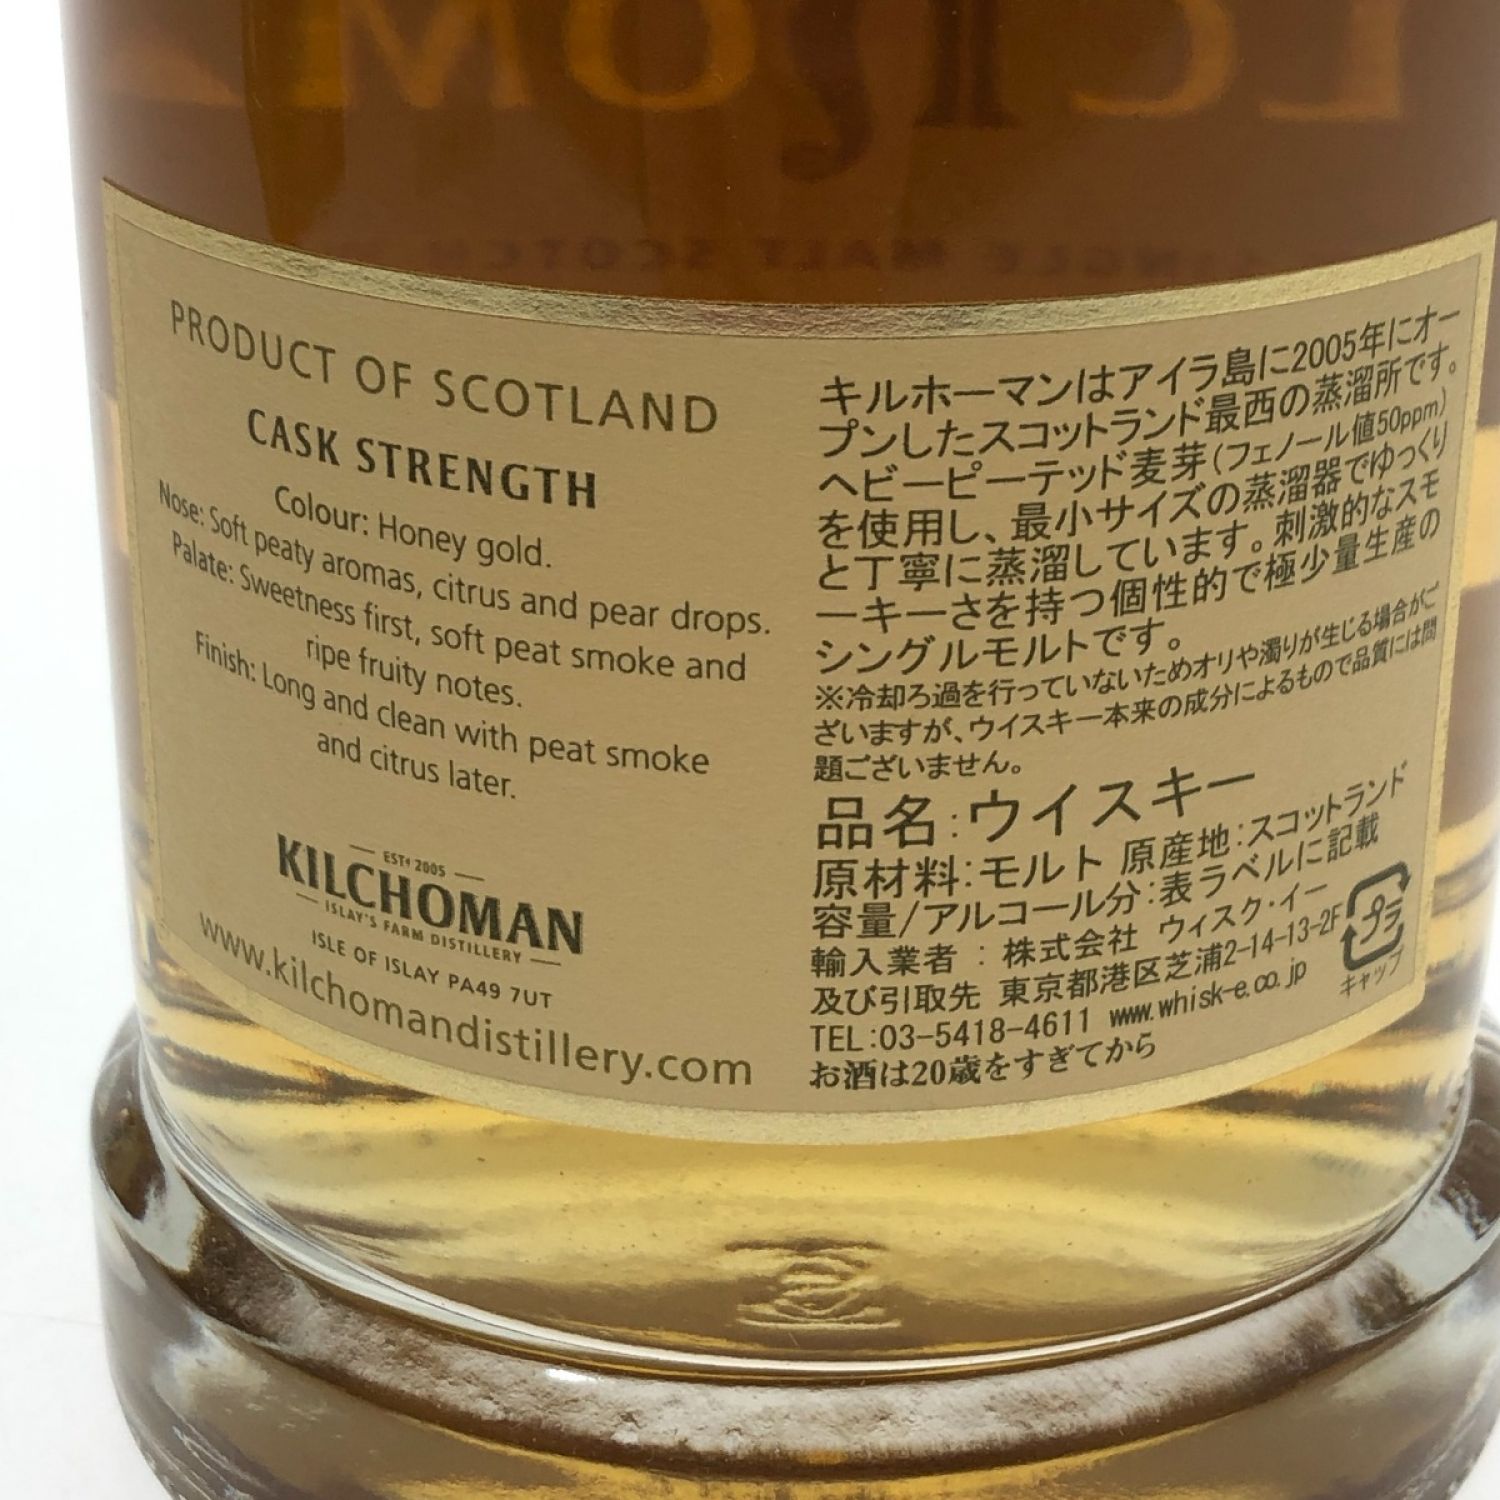 PRODUCT OF SCOTLAND
CASK STRENGTH
Colour: Honey gold.
Nose: Soft peaty aromas, citrus and pear drops.
Palate: Sweetness first, soft peat smoke and
ripe fruity notes.
Finish: Long and clean with peat smoke
and citrus later.
ESTd 2005
KILCHOMAN
ISLAY'S FARM DISTILLERY
ISLE OF ISLAY PA49 7UT
www.kilchomandistillery.com
キルホーマンはアイラ島に2005年にオー
プンしたスコットランド最西の蒸溜所です。
ヘビーピーテッド麦芽(フェノール値50ppm)
を使用し、最小サイズの蒸溜器でゆっくり
と丁寧に蒸溜しています。刺激的なスモ
ーキーさを持つ個性的で極少量生産の
シングルモルトです。
※冷却ろ過を行っていないためオリや濁りが生じる場合がご
ざいますが、ウイスキー本来の成分によるもので品質には問
題ございません。
品名:ウイスキー
原材料:モルト 原産地:スコットランド
容量/アルコール分:表ラベルに記載
輸入業者 : 株式会社 ウィスク・イー
及び引取先 東京都港区芝浦2-14-13-2F
TEL:03-5418-4611 www.whisk-e.co.jp
お酒は20歳をすぎてから
プラ
キャップ
SINGLE MALT SCOTCH